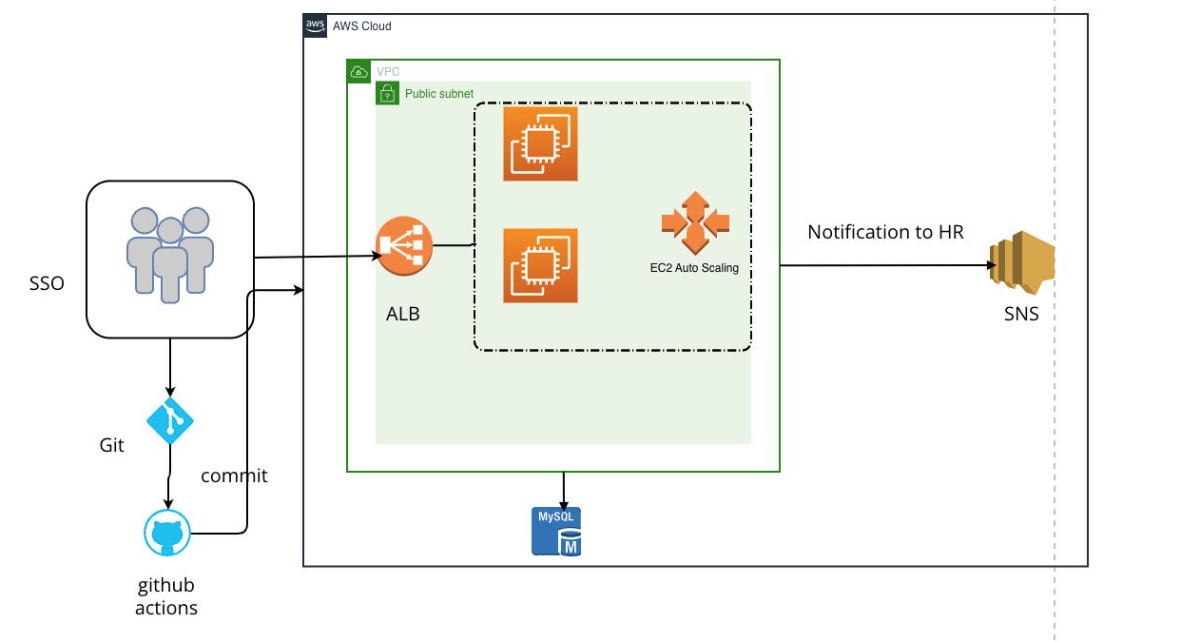 aws
AWS Cloud
VPC
Public subnet
EC2 Auto Scaling
Notification to HR
SSO
ALB
SNS
Git
commit
MySQL
M
github
actions